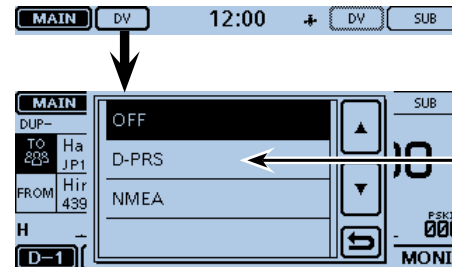 MAIN DV 12:00 DV SUB
MAIN SUB
DUP-
OFF
TO Ha
JP1
D-PRS
FROM Hir
439
NMEA
H
D-1 MONI